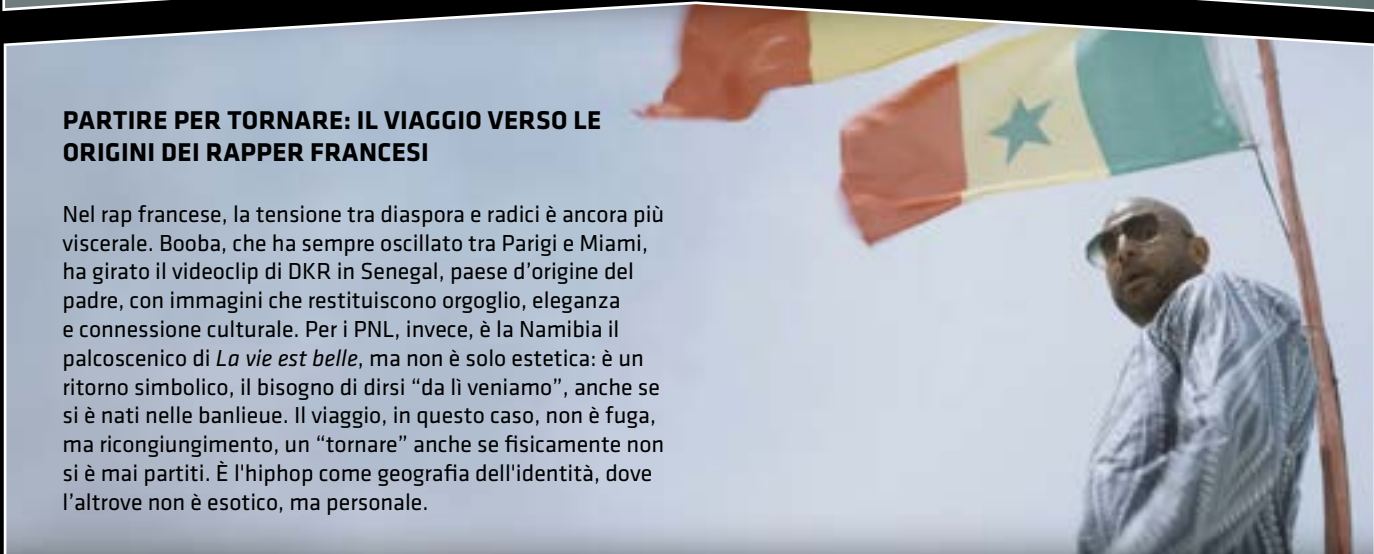 PARTIRE PER TORNARE: IL VIAGGIO VERSO LE
ORIGINI DEI RAPPER FRANCESI
Nel rap francese, la tensione tra diaspora e radici è ancora più
viscerale. Booba, che ha sempre oscillato tra Parigi e Miami,
ha girato il videoclip di DKR in Senegal, paese d’origine del
padre, con immagini che restituiscono orgoglio, eleganza
e connessione culturale. Per i PNL, invece, è la Namibia il
palcoscenico di La vie est belle, ma non è solo estetica: è un
ritorno simbolico, il bisogno di dirsi “da lì veniamo”, anche se
si è nati nelle banlieue. Il viaggio, in questo caso, non è fuga,
ma ricongiungimento, un “tornare” anche se fisicamente non
si è mai partiti. È l'hiphop come geografia dell'identità, dove
l’altrove non è esotico, ma personale.